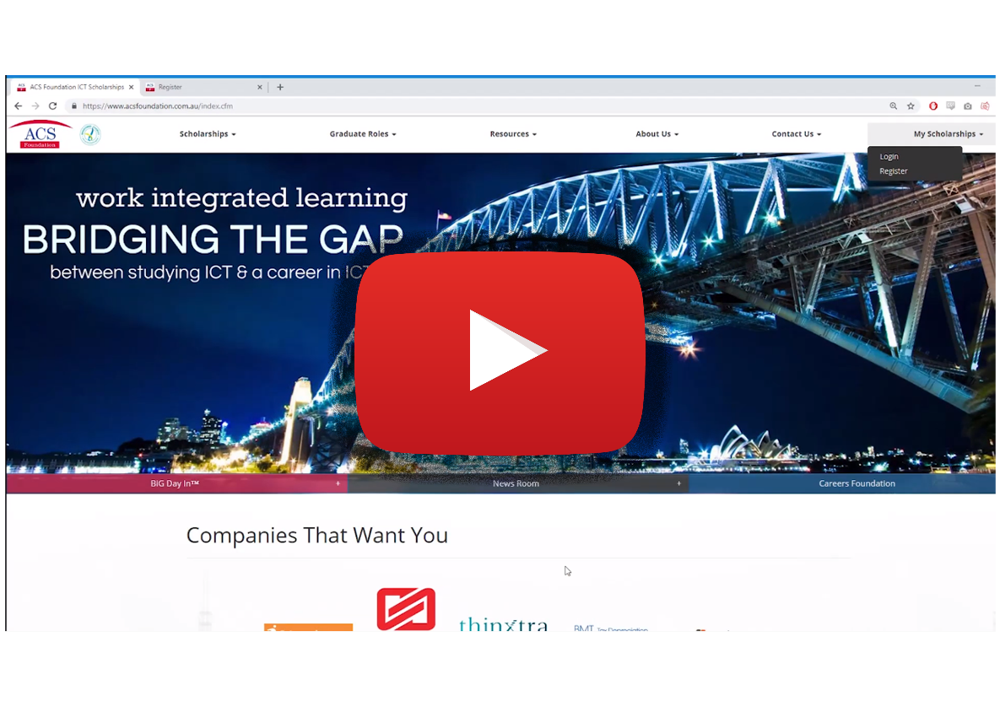 ACS Foundation ICT Scholarships
Register
https://www.acsfoundation.com.au/index.cfm
ACS
Foundation
Scholarships
Graduate Roles
Resources
About Us
Contact Us
My Scholarships
Login
Register
work integrated learning
BRIDGING THE GAP
between studying ICT & a career in ICT
BiG Day In™ +
News Room +
Careers Foundation
Companies That Want You
thinxtra
BMT Tax Depreciation